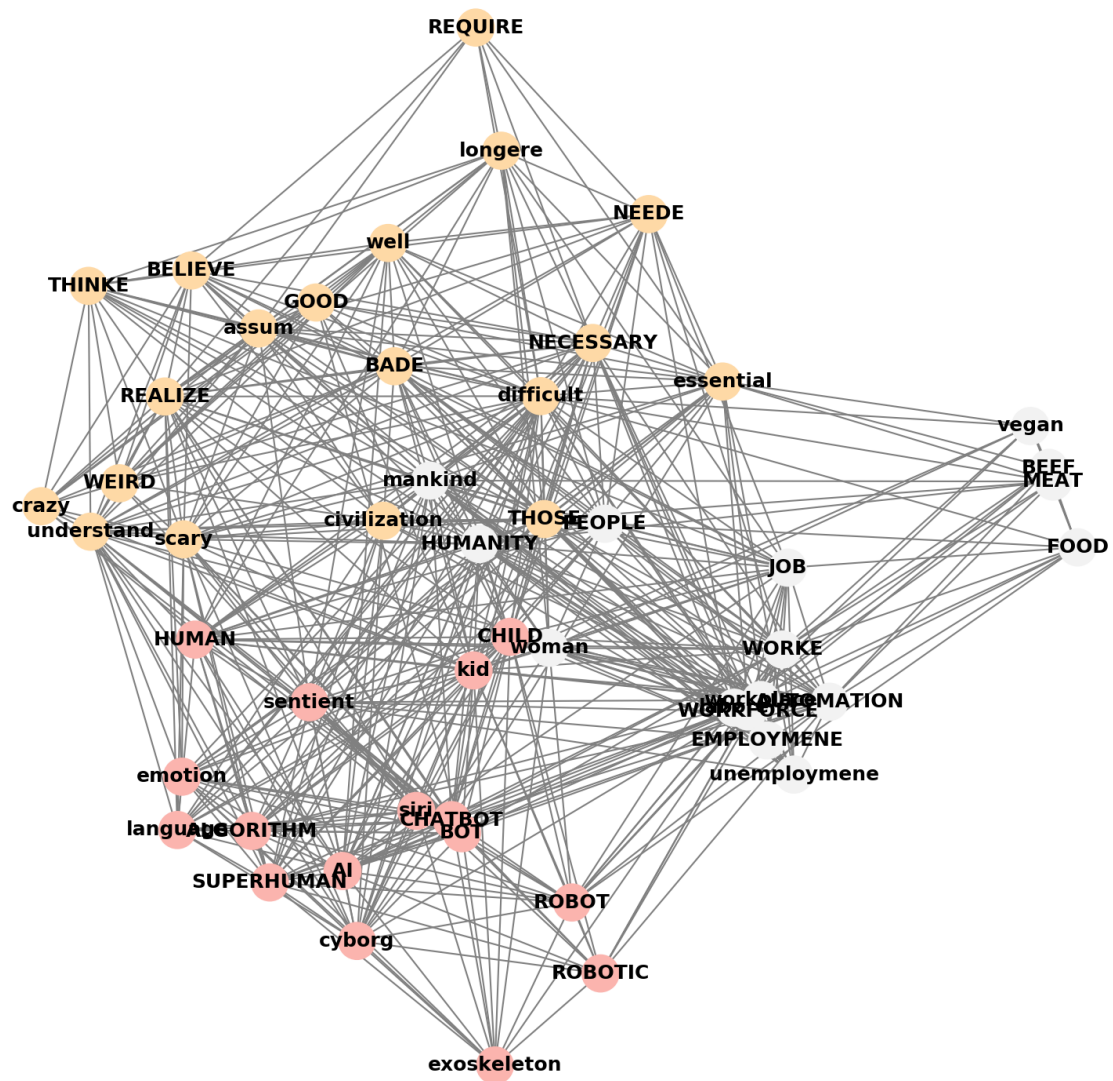 REQUIRE
longere
NEEDE
well
BELIEVE
THINKE
GOOD
assum
NECESSARY
BADE
essential
REALIZE
difficult
vegan
BEEF
mankind
MEAT
WEIRD
crazy
civilization
THOSE
PEOPLE
understand
scary
HUMANITY
FOOD
JOB
CHILD
HUMAN
woman
WORKE
kid
sentient
workplace
AUTOMATION
WORKFORCE
EMPLOYMENE
unemploymene
emotion
siri
CHATBOT
language
ALGORITHM
BOT
AI
SUPERHUMAN
ROBOT
cyborg
ROBOTIC
exoskeleton